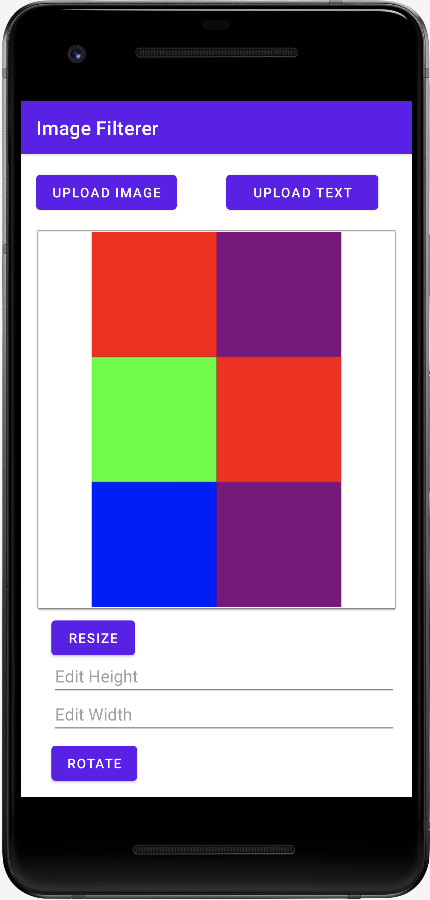 Image Filterer
UPLOAD IMAGE
UPLOAD TEXT
RESIZE
Edit Height
Edit Width
ROTATE